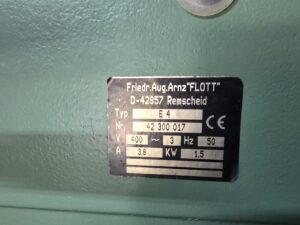 Friedr.Aug.Arnz"FLOTT"
D-42857 Remscheid
Typ E 4
Nr. 42 300 017 CE
400 ~ 3 Hz 50
A 3.8 KW 1.5